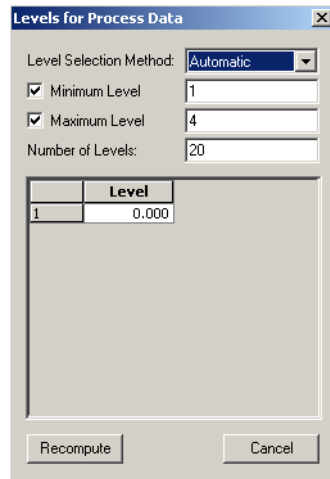 Levels for Process Data
Level Selection Method: Automatic
Minimum Level 1
Maximum Level 4
Number of Levels: 20
Level
1 0.000
Recompute Cancel